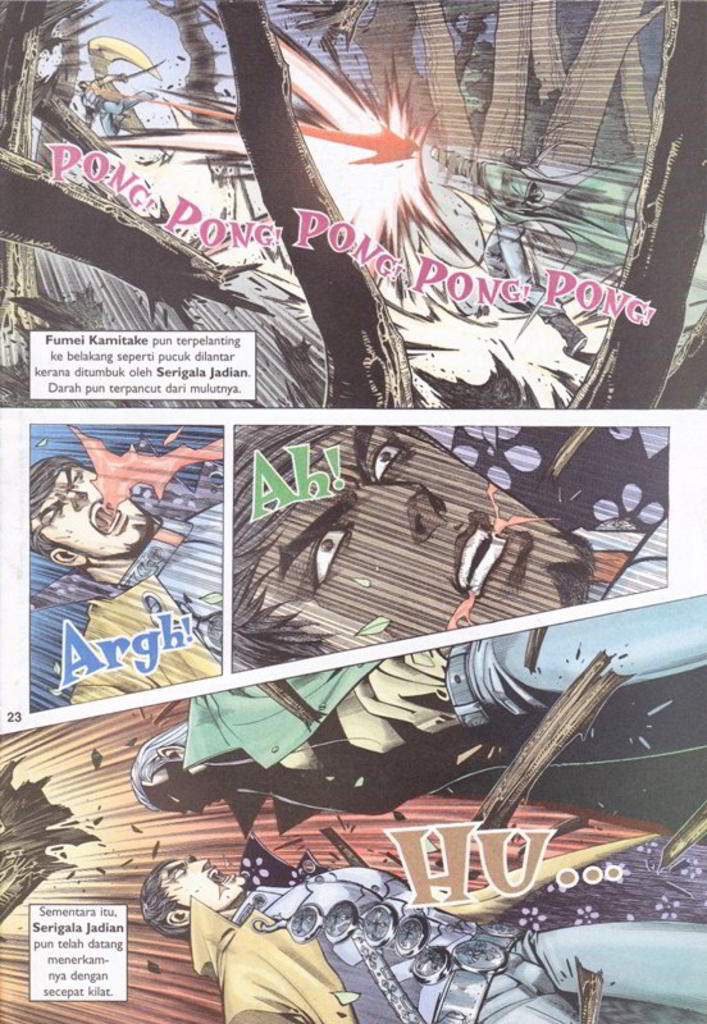 PONG! PONG! PONG! PONG! PONG!
Fumei Kamitake pun terpelanting
ke belakang seperti pucuk dilantar
kerana ditumbuk oleh Serigala Jadian.
Darah pun terpancut dari mulutnya.
Argh!
Ah!
23
HU...
Sementara itu,
Serigala Jadian
pun telah datang
menerkam-
nya dengan
secepat kilat.